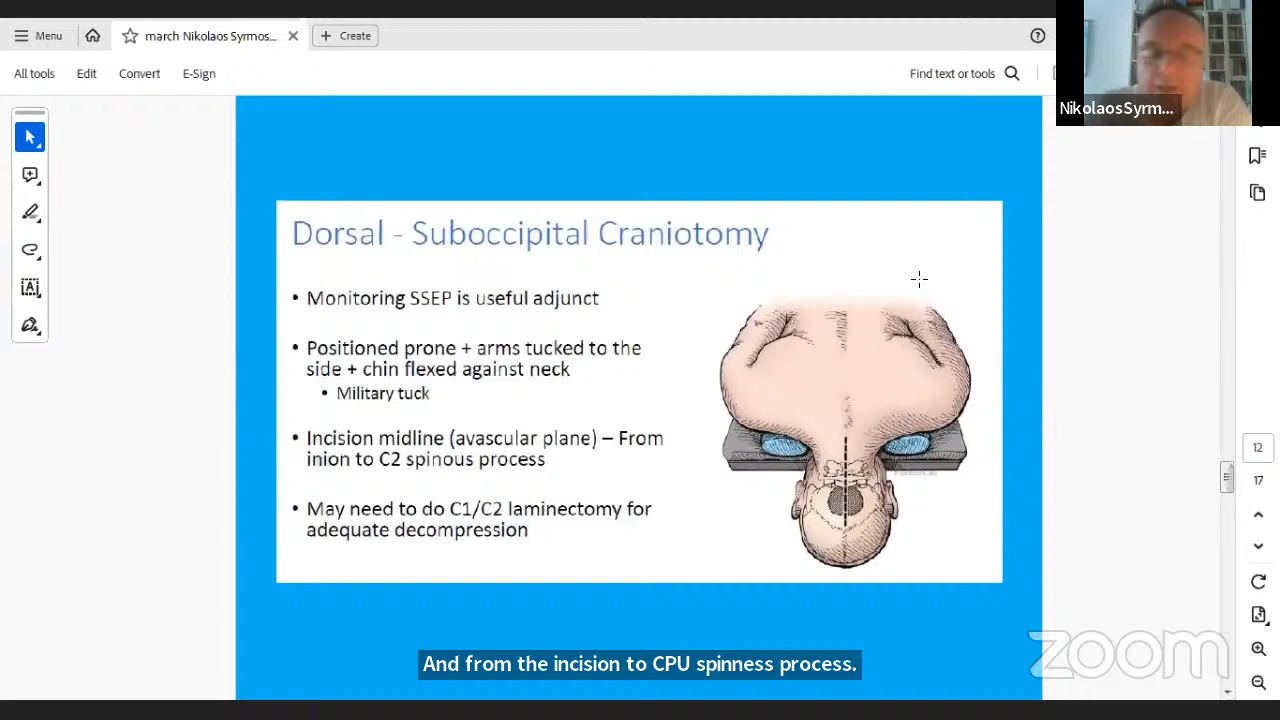 Menu
march Nikolaos Syrmos...
Create
All tools
Edit
Convert
E-Sign
Find text or tools
NikolaosSyrm...
Dorsal - Suboccipital Craniotomy
• Monitoring SSEP is useful adjunct
• Positioned prone + arms tucked to the
side + chin flexed against neck
• Military tuck
• Incision midline (avascular plane) – From
inion to C2 spinous process
• May need to do C1/C2 laminectomy for
adequate decompression
12
17
And from the incision to CPU spinness process.
zoom